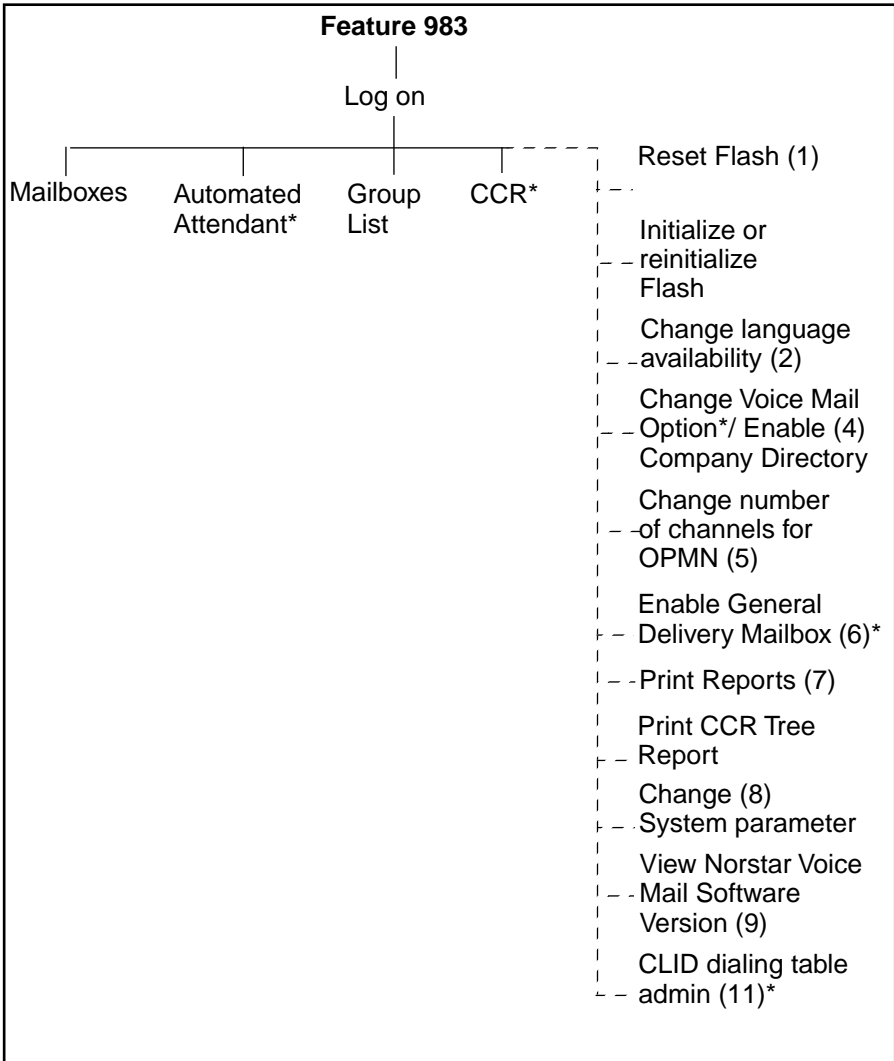 Feature 983
Log on
Mailboxes
Automated
Attendant*
Group
List
CCR*
Reset Flash (1)
Initialize or
reinitialize
Flash
Change language
availability (2)
Change Voice Mail
Option*/ Enable (4)
Company Directory
Change number
of channels for
OPMN (5)
Enable General
Delivery Mailbox (6)*
Print Reports (7)
Print CCR Tree
Report
Change (8)
System parameter
View Norstar Voice
Mail Software
Version (9)
CLID dialing table
admin (11)*